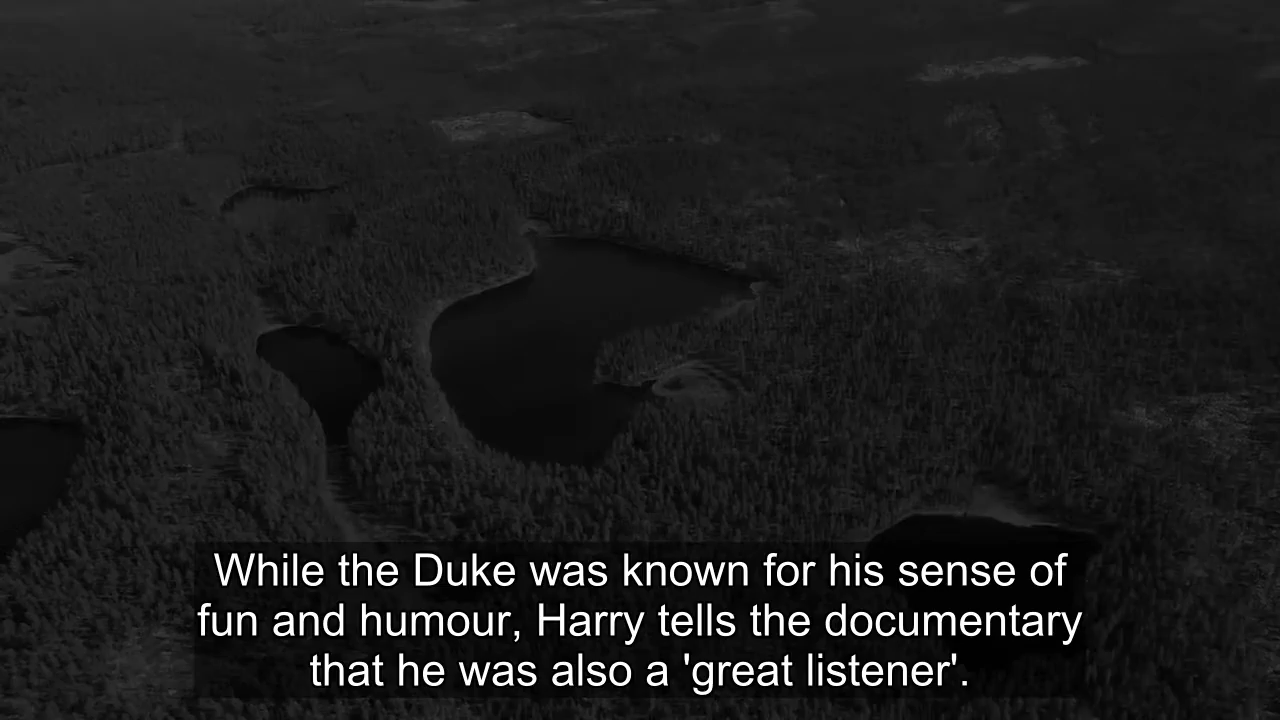 While the Duke was known for his sense of
fun and humour, Harry tells the documentary
that he was also a 'great listener'.